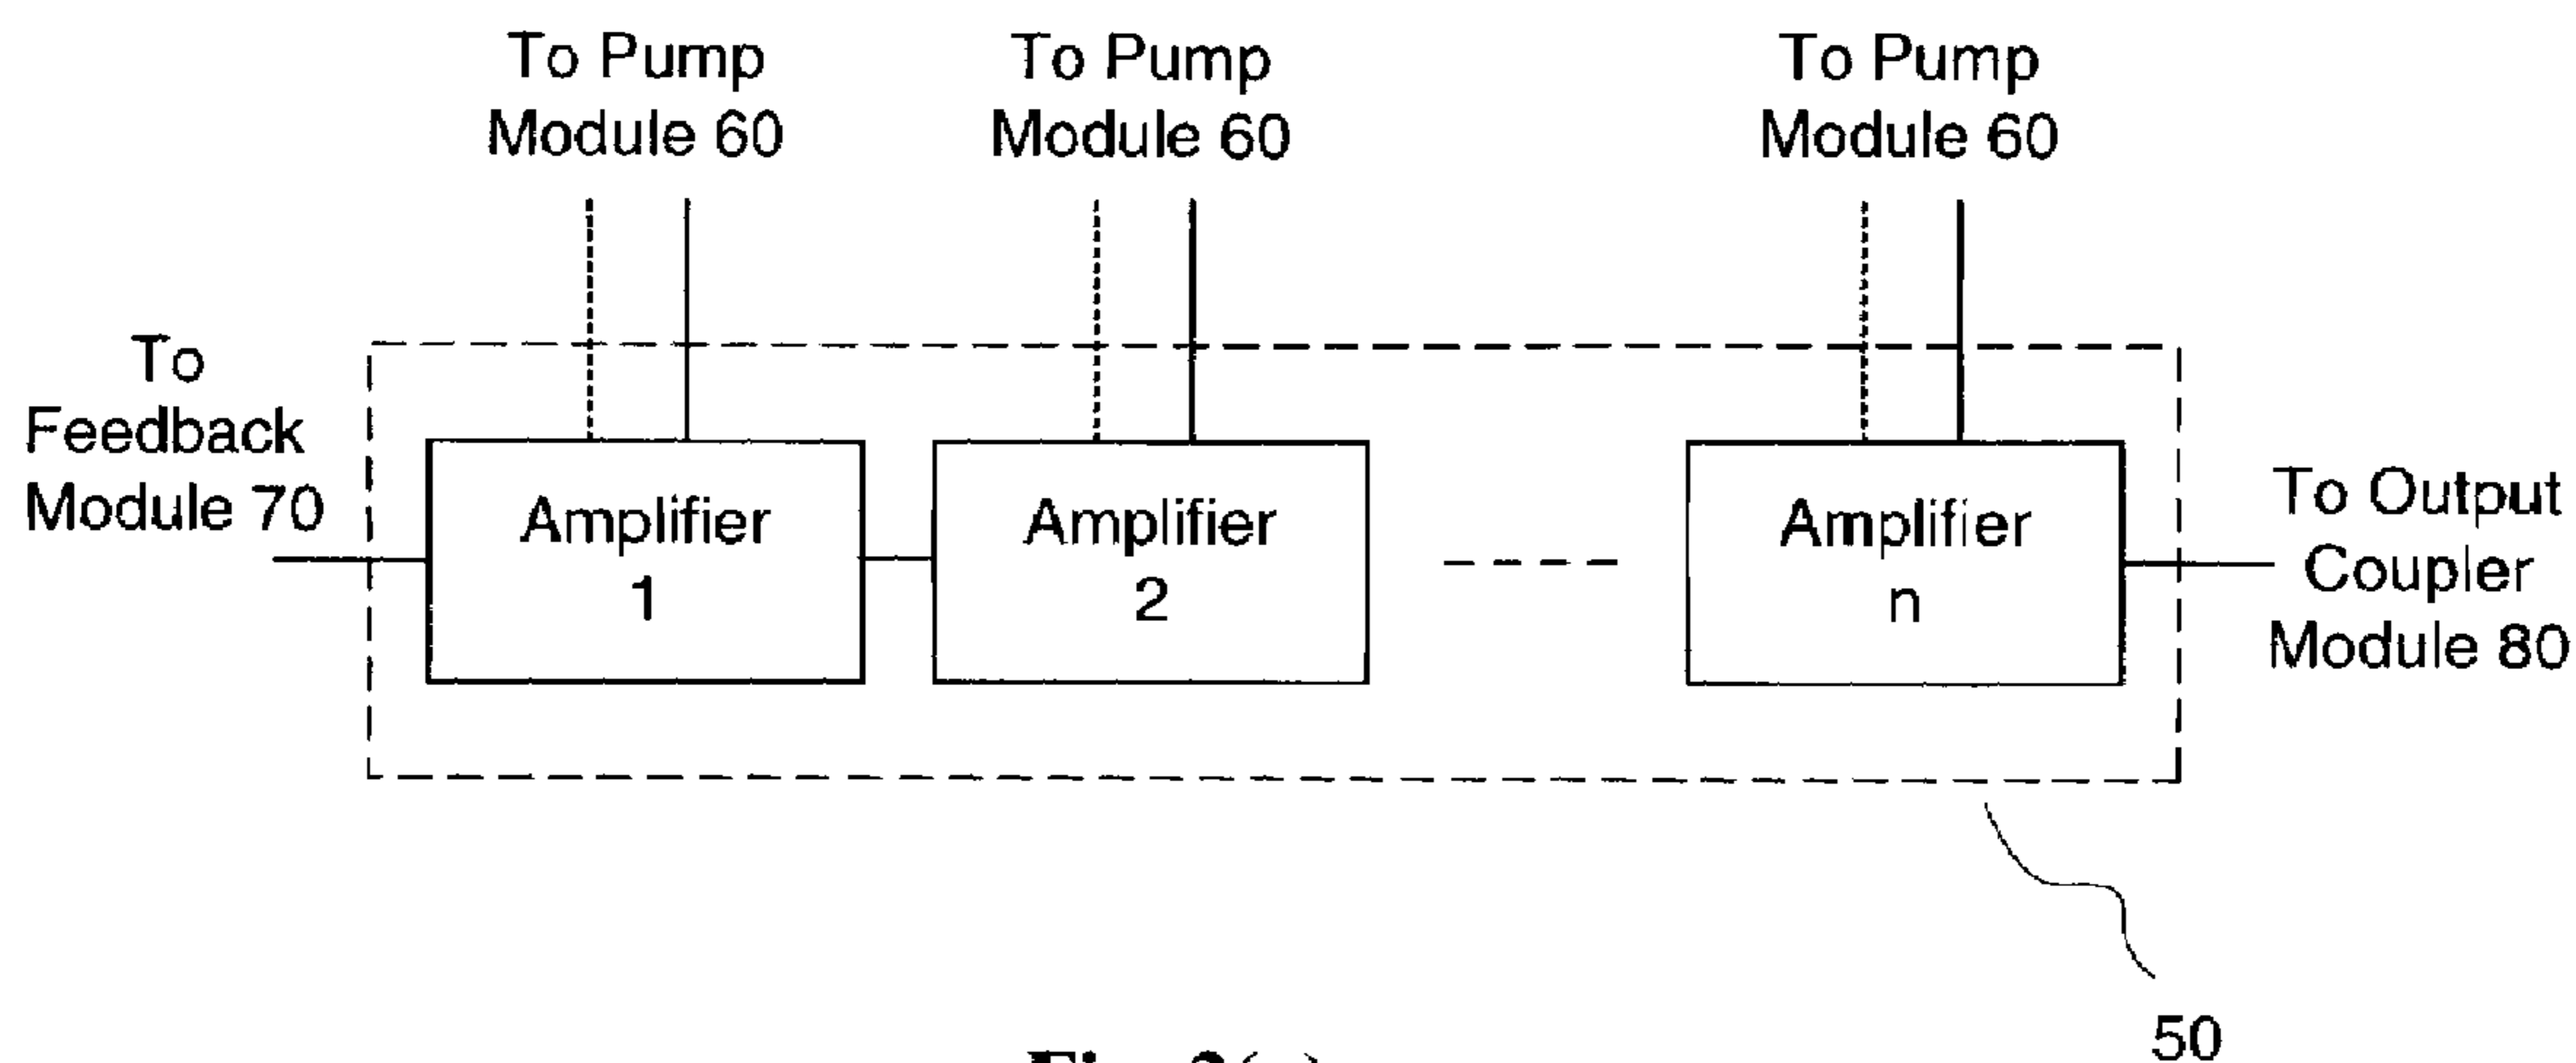 To Pump
Module 60
To Pump
Module 60
To Pump
Module 60
To
Feedback
Module 70
Amplifier
1
Amplifier
2
Amplifier
n
To Output
Coupler
Module 80
50